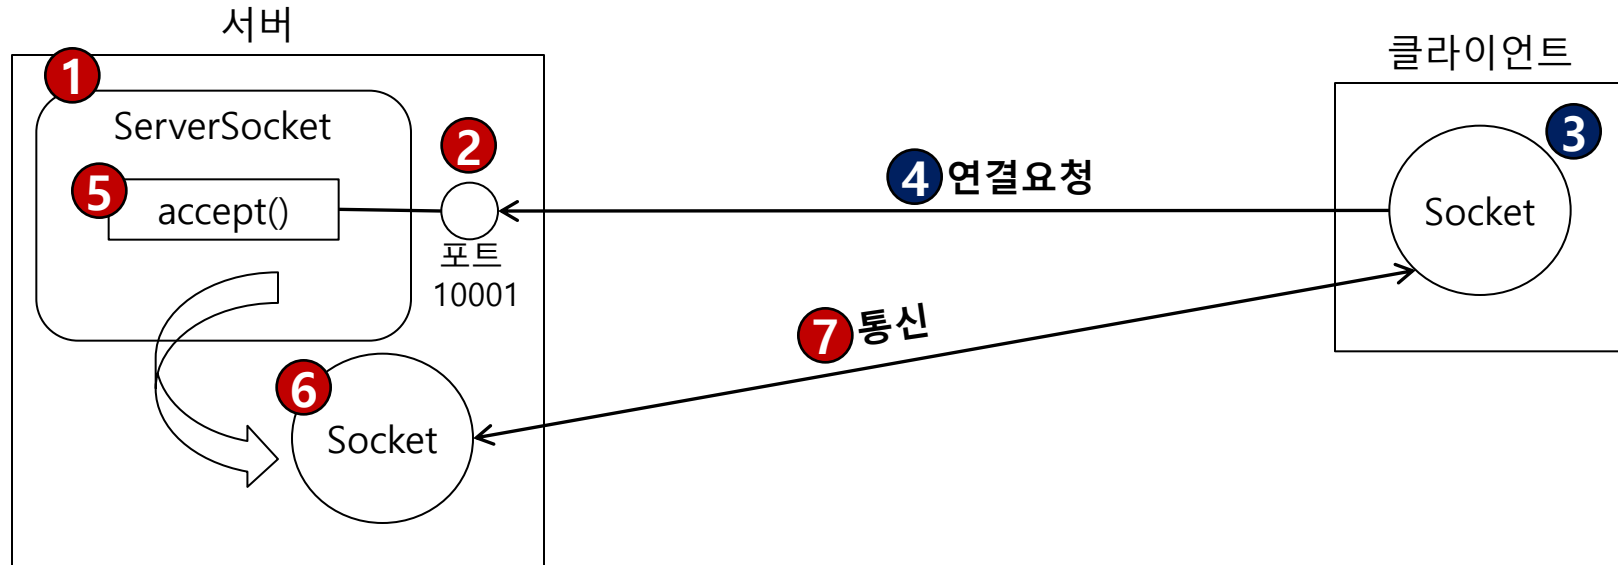 서버
클라이언트
1
ServerSocket
2
3
4 연결요청
5
accept()
Socket
포트
10001
7 통신
6
Socket